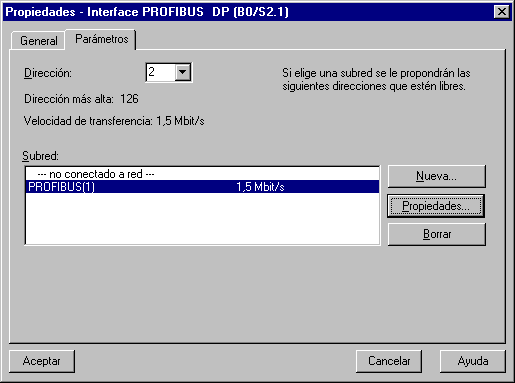 Propiedades - Interface PROFIBUS  DP (B0/S2.1)
General
Parámetros
Dirección:
2
Si elige una subred se le propondrán las
siguientes direcciones que estén libres.
Dirección más alta: 126
Velocidad de transferencia: 1,5 Mbit/s
Subred:
--- no conectado a red ---
PROFIBUS(1) 1,5 Mbit/s
Nueva...
Propiedades...
Borrar
Aceptar
Cancelar
Ayuda